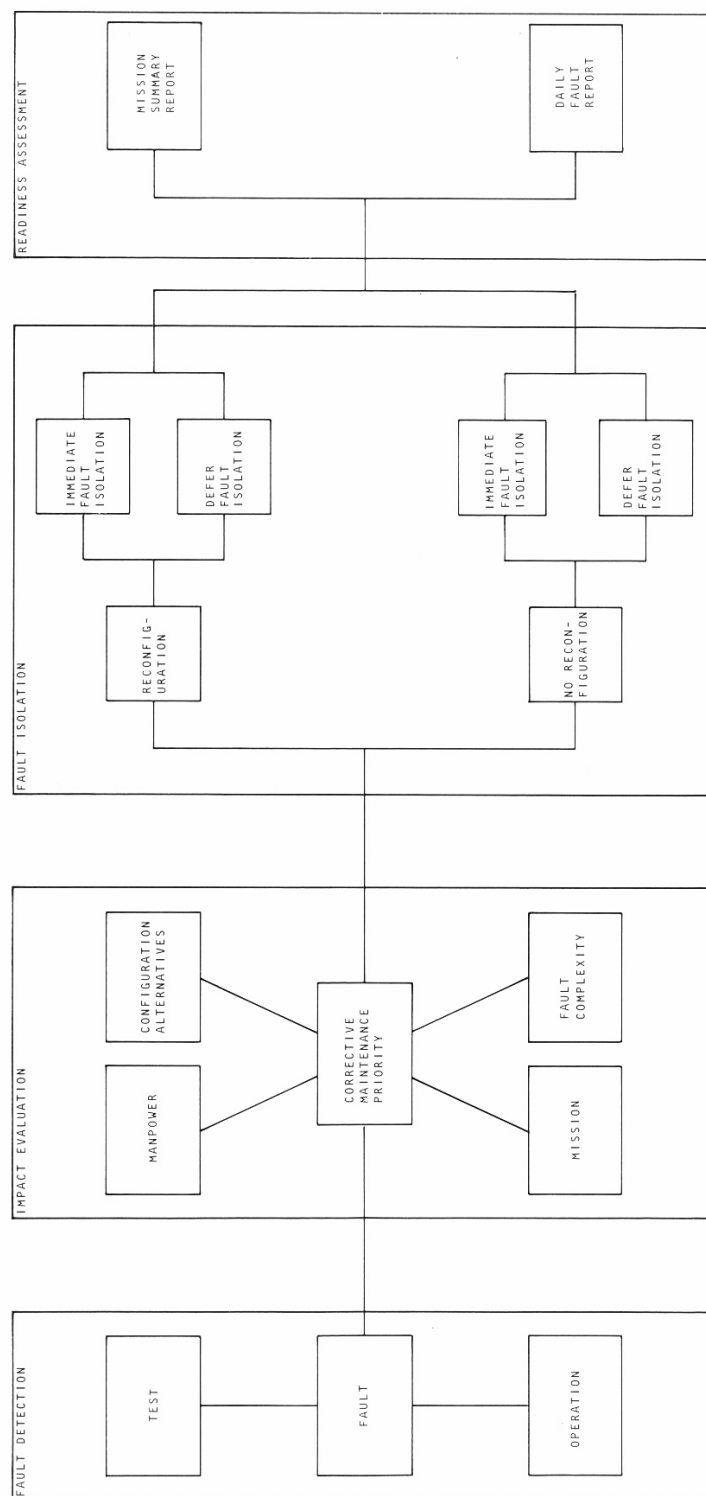 FAULT DETECTION
TEST
FAULT
OPERATION
IMPACT EVALUATION
MANPOWER
CONFIGURATION
ALTERNATIVES
CORRECTIVE
MAINTENANCE
PRIORITY
MISSION
FAULT
COMPLEXITY
FAULT ISOLATION
RECONFIG-
URATION
IMMEDIATE
FAULT
ISOLATION
DEFER
FAULT
ISOLATION
NO RECON-
FIGURATION
IMMEDIATE
FAULT
ISOLATION
DEFER
FAULT
ISOLATION
READINESS ASSESSMENT
MISSION
SUMMARY
REPORT
DAILY
FAULT
REPORT